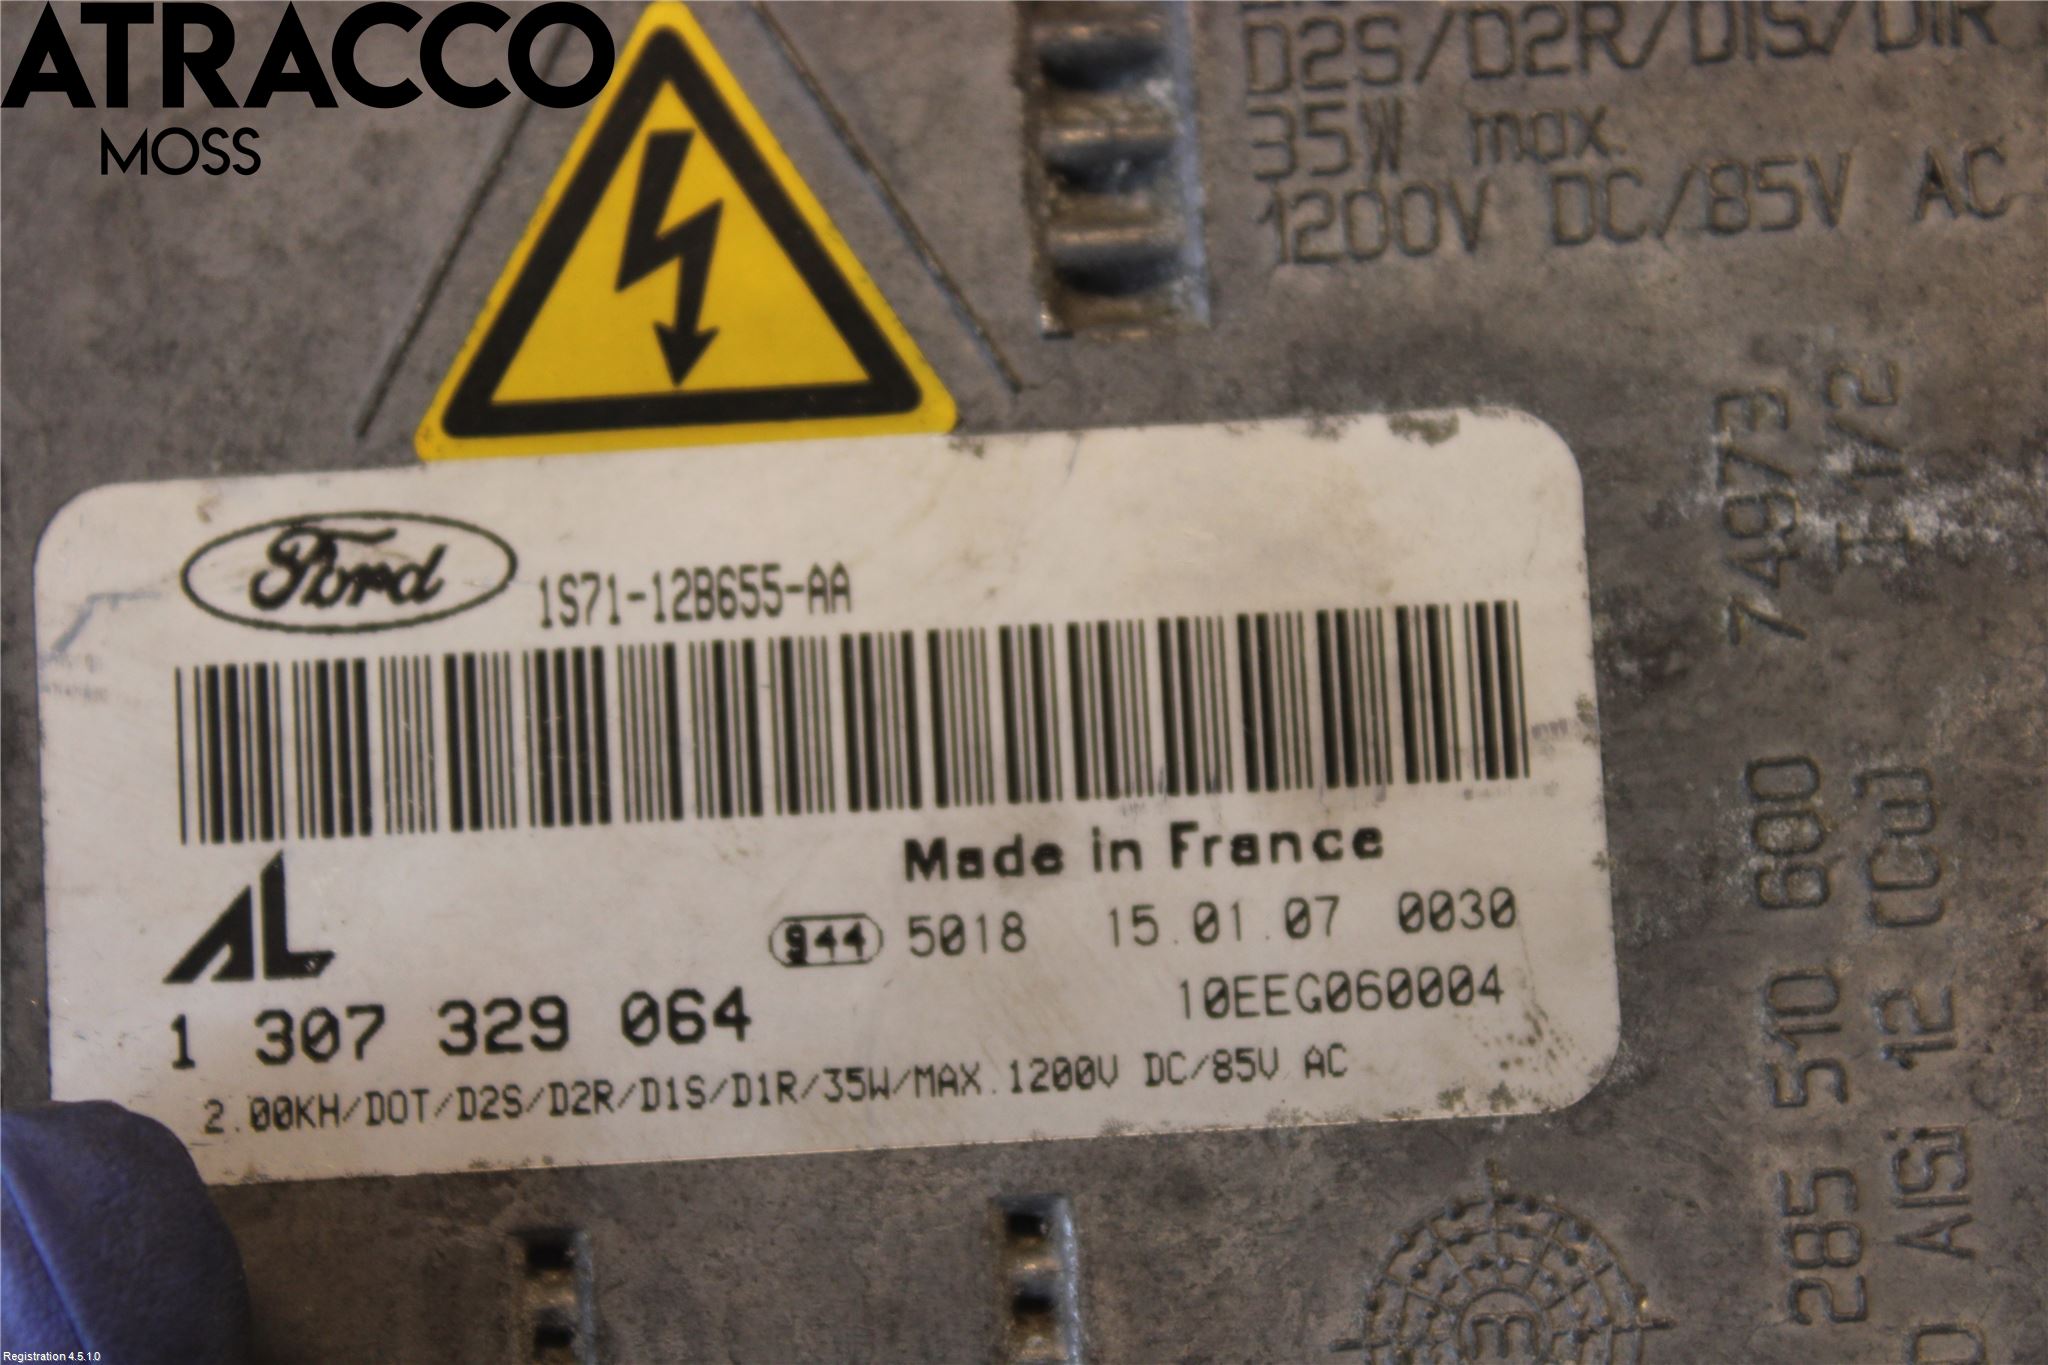 ATRACCO
MOSS
D2S/D2R/D1S/D1R
35W max.
1200V DC/85V AC
Ford
1S71-12B655-AA
Made in France
AL
944 5018 15.01.07 0030
10EEG060004
1 307 329 064
2.00KH/DOT/D2S/D2R/D1S/D1R/35W/MAX.1200V DC/85V AC
285 510 600 74973
D AlSi 12 (Cu)
3
Registration 4.5.1.0